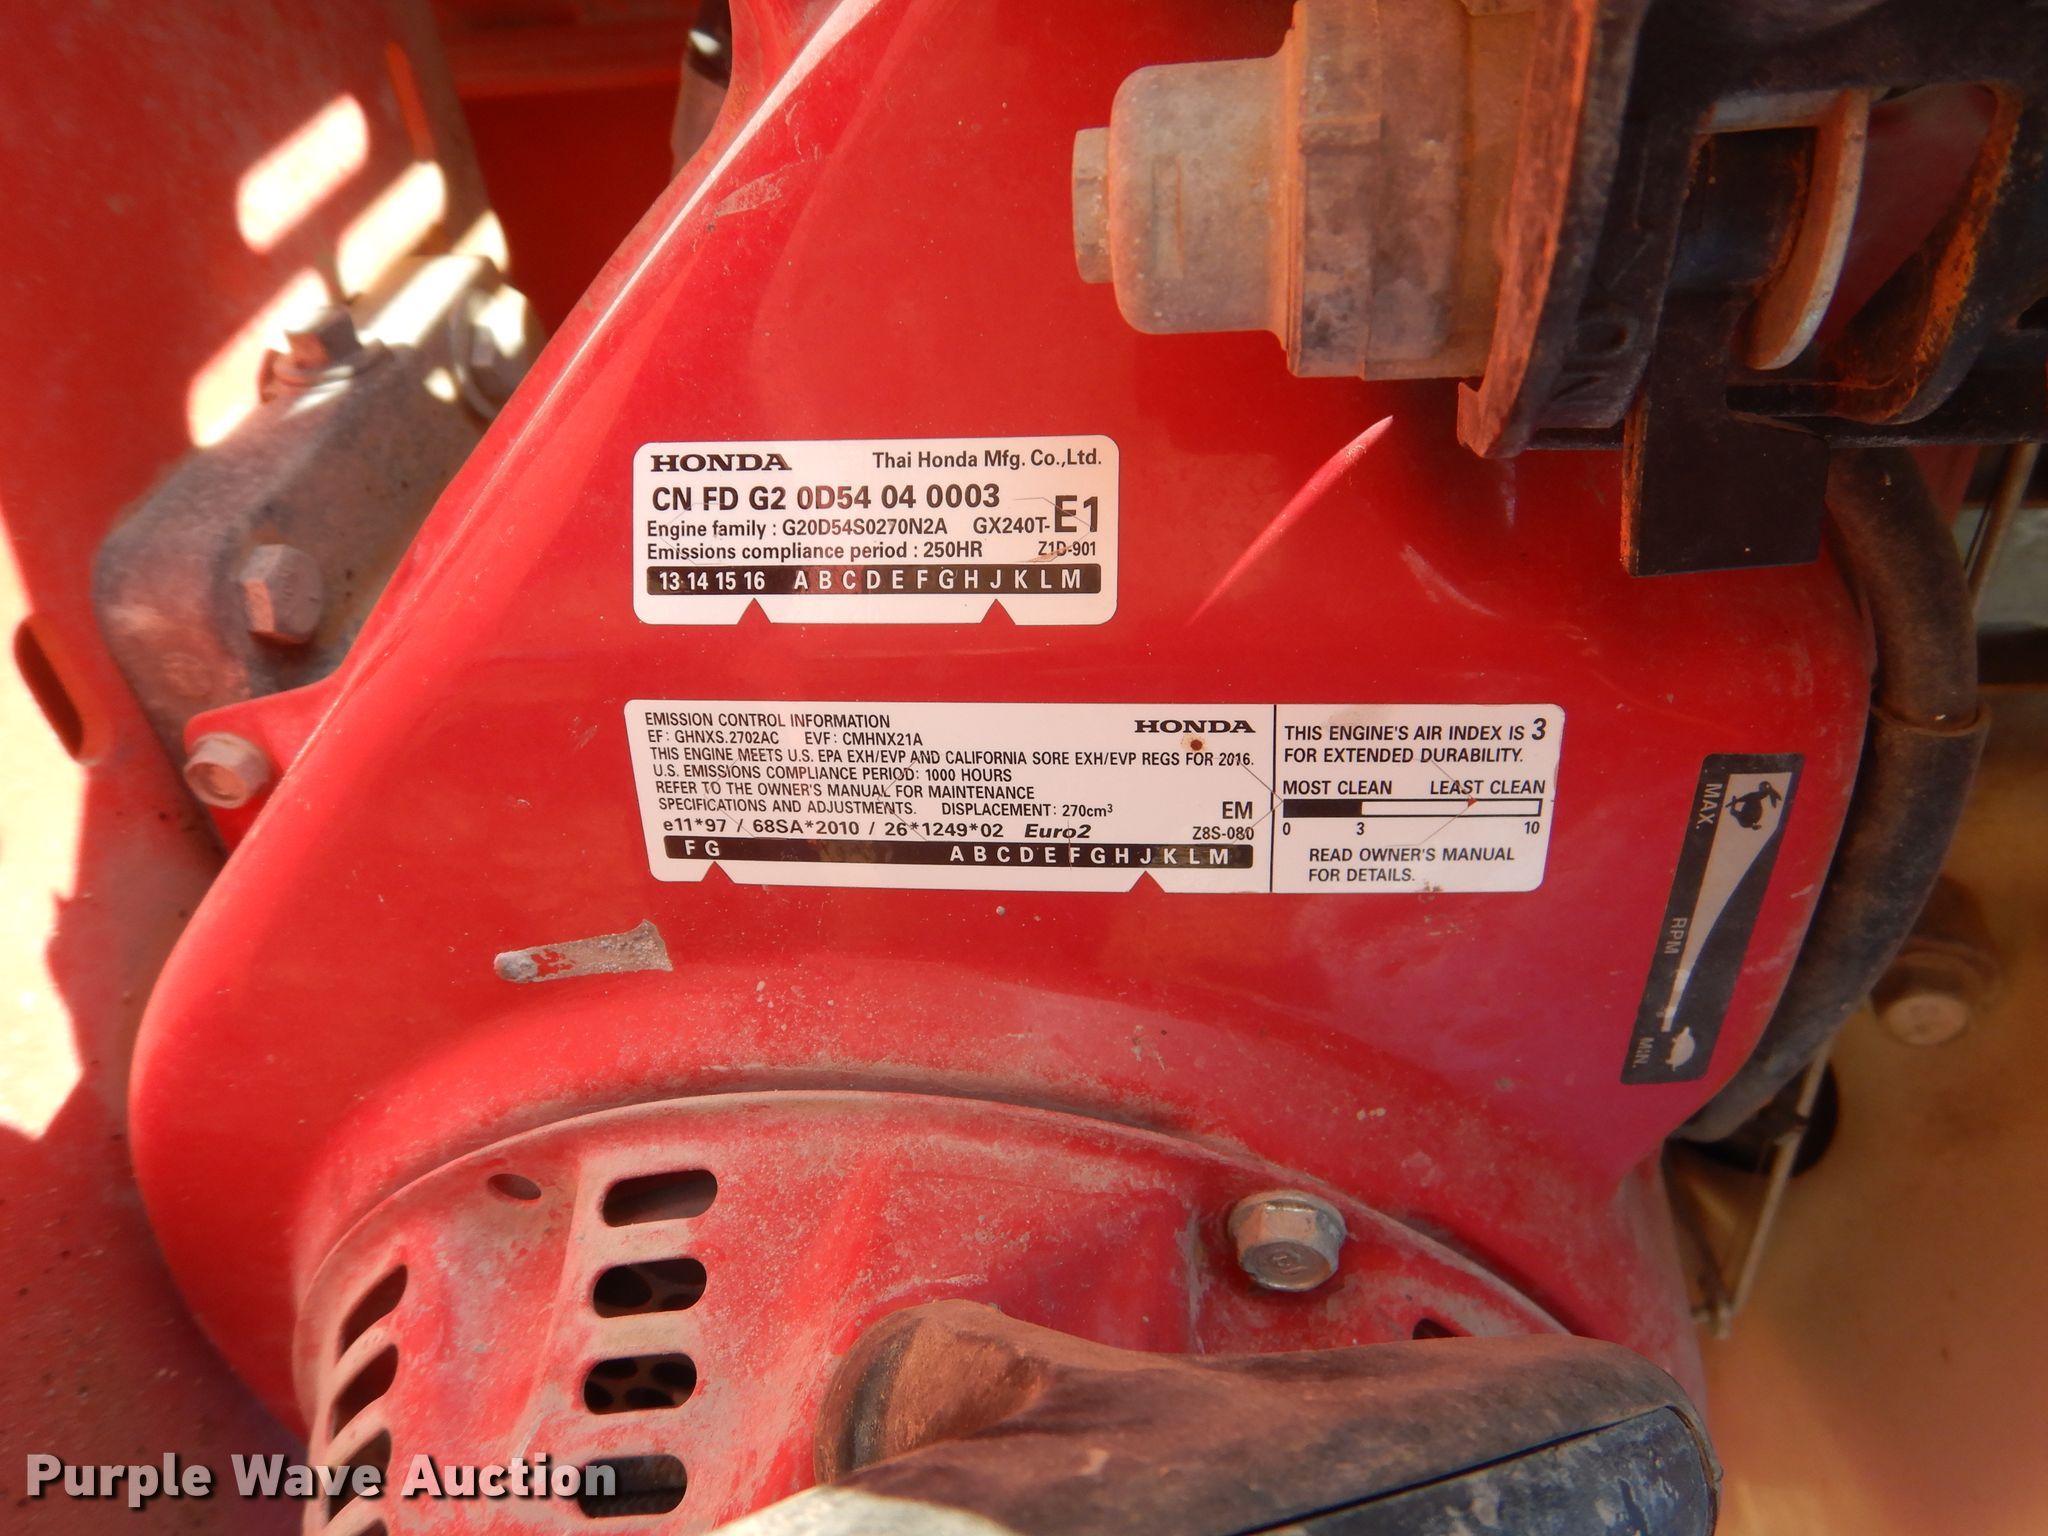 HONDA Thai Honda Mfg. Co.,Ltd.
CN FD G2 0D54 04 0003
Engine family : G20D54S0270N2A GX240T-E1
Emissions compliance period : 250HR Z1D-901
13 14 15 16 A B C D E F G H J K L M
EMISSION CONTROL INFORMATION HONDA
EF: GHNXS.2702AC EVF: CMHNX21A
THIS ENGINE MEETS U.S. EPA EXH/EVP AND CALIFORNIA SORE EXH/EVP REGS FOR 2016.
U.S. EMISSIONS COMPLIANCE PERIOD: 1000 HOURS
REFER TO THE OWNER'S MANUAL FOR MAINTENANCE
SPECIFICATIONS AND ADJUSTMENTS. DISPLACEMENT: 270cm³ EM
e11*97 / 68SA*2010 / 26*1249*02 Euro2 Z8S-080
F G A B C D E F G H J K L M
THIS ENGINE'S AIR INDEX IS 3
FOR EXTENDED DURABILITY.
MOST CLEAN LEAST CLEAN
0 3 10
READ OWNER'S MANUAL
FOR DETAILS.
MAX.
RPM
MIN.
Purple Wave Auction